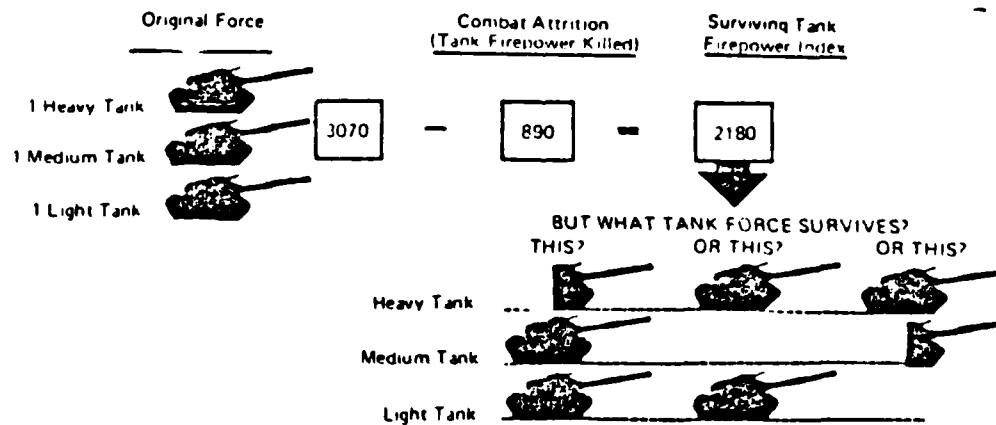 Original Force
Combat Attrition
(Tank Firepower Killed)
Surviving Tank
Firepower Index
1 Heavy Tank
1 Medium Tank
1 Light Tank
3070 — 890 = 2180
BUT WHAT TANK FORCE SURVIVES?
THIS? OR THIS? OR THIS?
Heavy Tank
Medium Tank
Light Tank